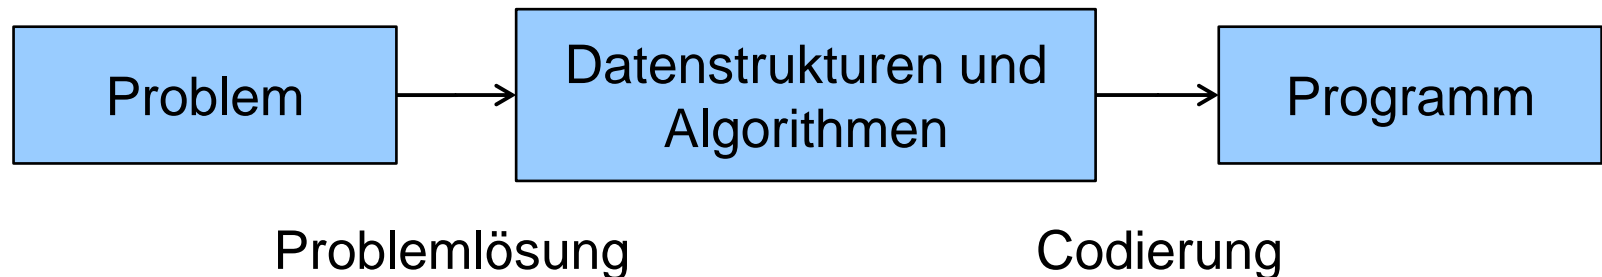 Problem
Datenstrukturen und
Algorithmen
Programm
Problemlösung
Codierung